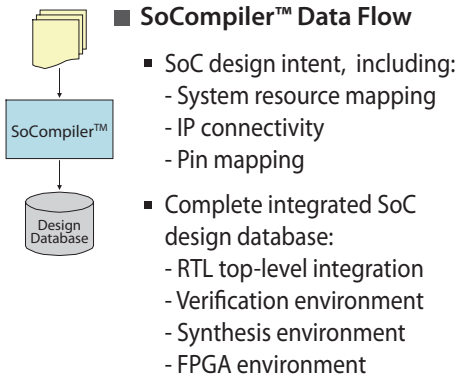 SoCompiler™ Data Flow
SoC design intent, including:
- System resource mapping
- IP connectivity
- Pin mapping
SoCompiler™
Complete integrated SoC
design database:
- RTL top-level integration
- Verification environment
- Synthesis environment
- FPGA environment
Design
Database